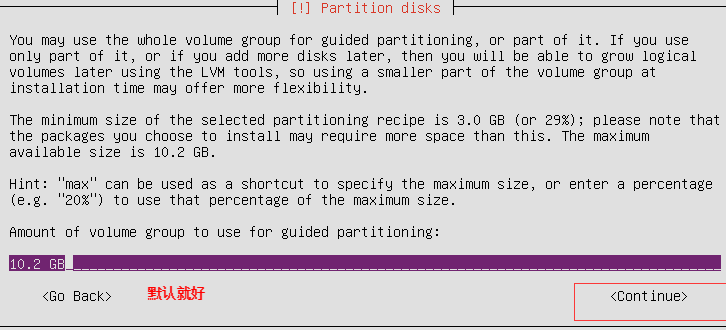 [!] Partition disks
You may use the whole volume group for guided partitioning, or part of it. If you use
only part of it, or if you add more disks later, then you will be able to grow logical
volumes later using the LVM tools, so using a smaller part of the volume group at
installation time may offer more flexibility.
The minimum size of the selected partitioning recipe is 3.0 GB (or 29%); please note that
the packages you choose to install may require more space than this. The maximum
available size is 10.2 GB.
Hint: "max" can be used as a shortcut to specify the maximum size, or enter a percentage
(e.g. "20%") to use that percentage of the maximum size.
Amount of volume group to use for guided partitioning:
10.2 GB
<Go Back> 默认就好 <Continue>